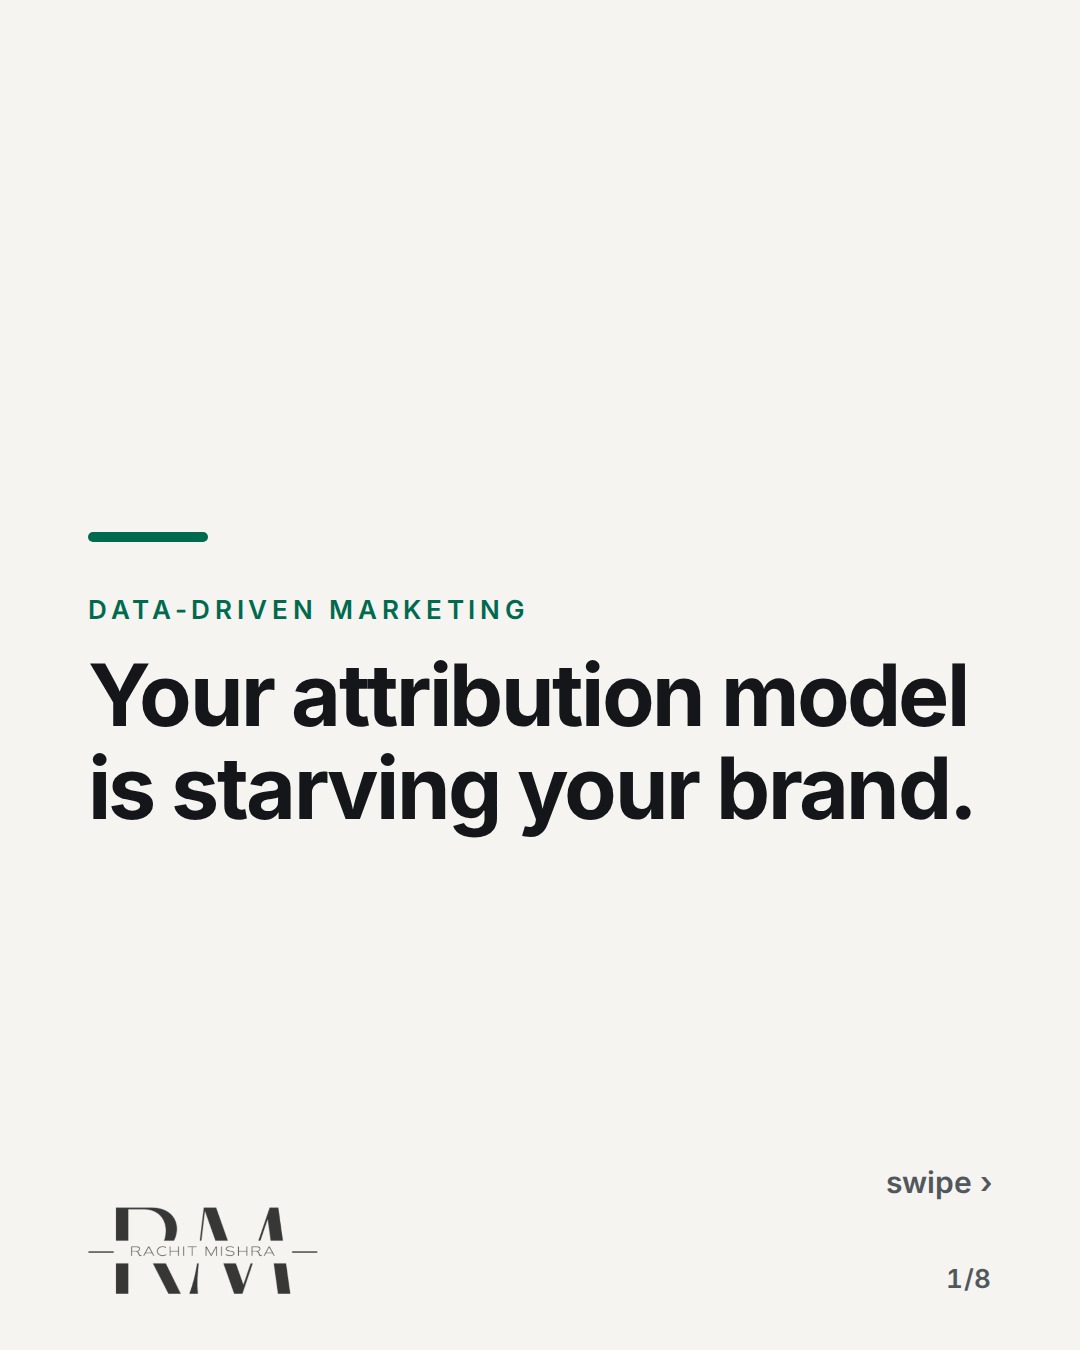 DATA-DRIVEN MARKETING
Your attribution model
is starving your brand.
swipe ›
RM
RACHIT MISHRA
1/8